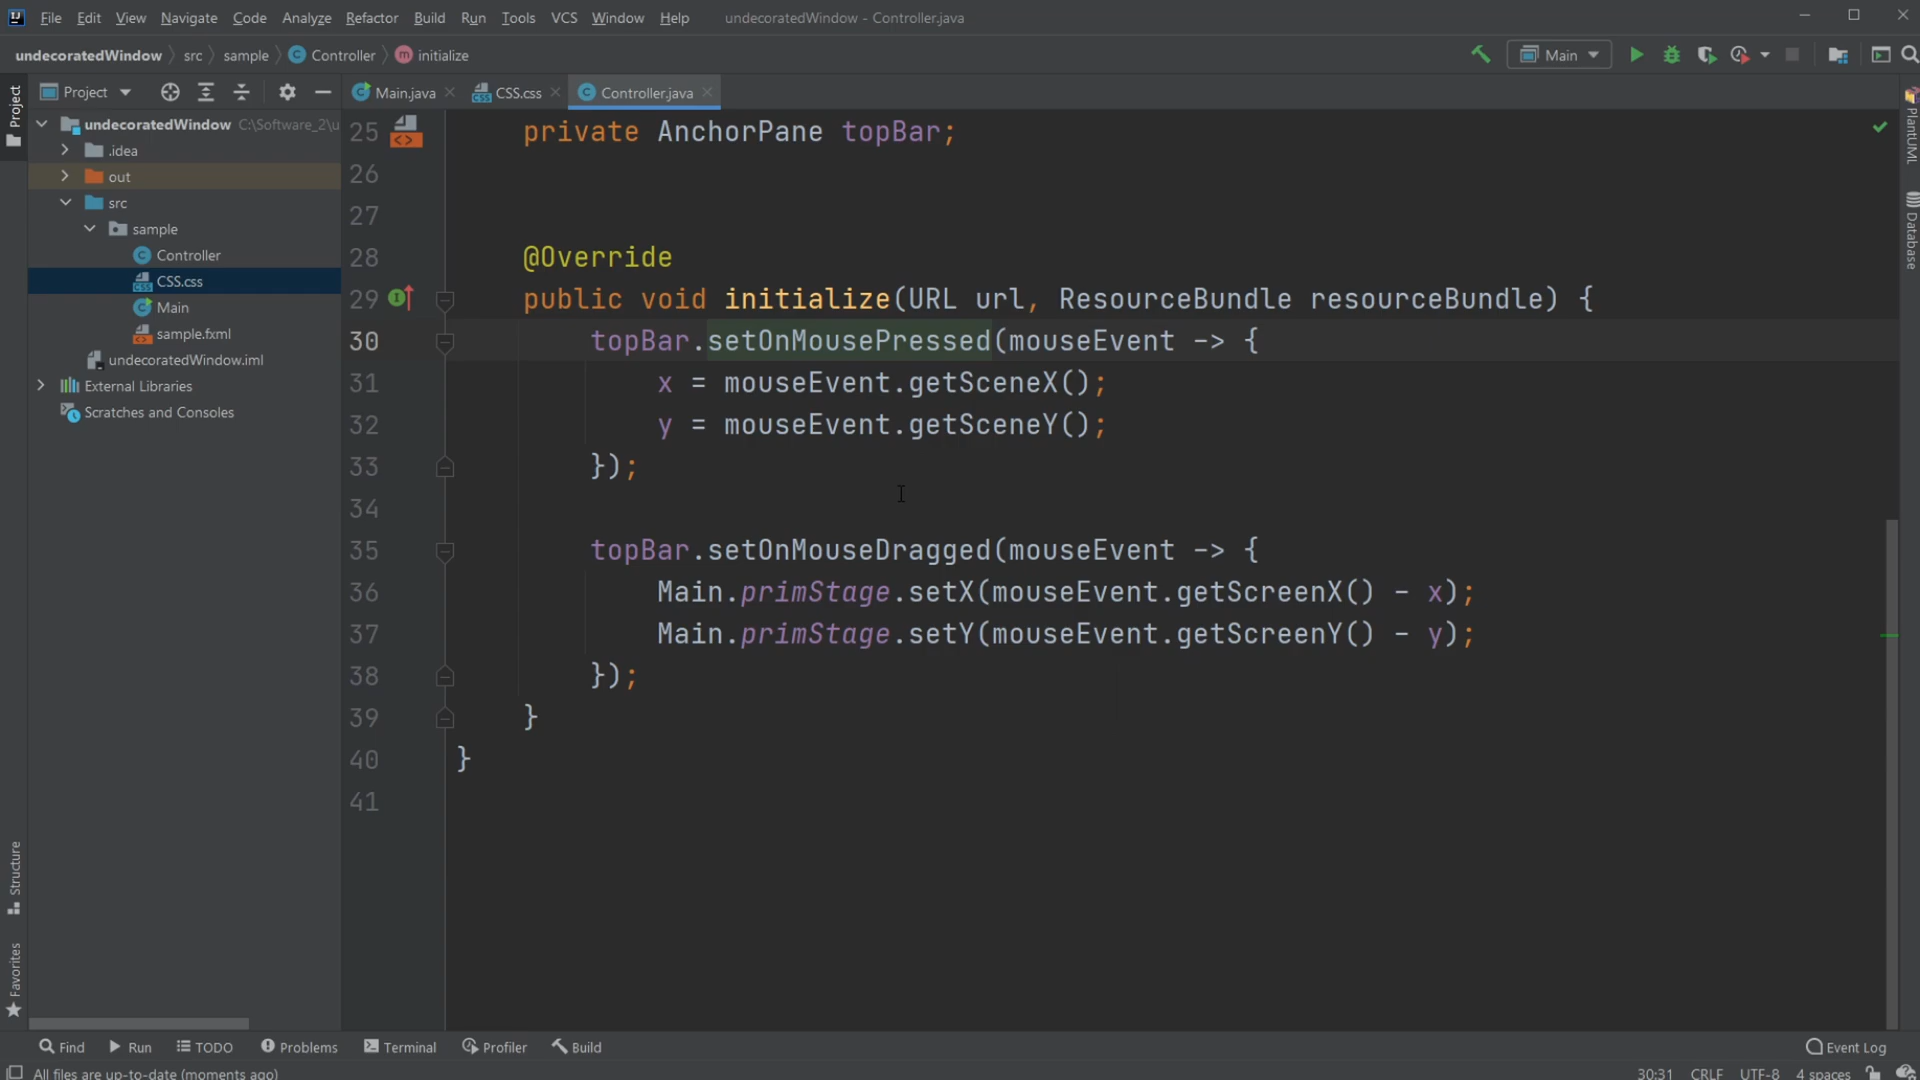 File Edit View Navigate Code Analyze Refactor Build Run Tools VCS Window Help undecoratedWindow - Controller.java
undecoratedWindow src sample Controller initialize Main
Project Main.java CSS.css Controller.java
Project
undecoratedWindow C:\Software_2\u
.idea
out
src
sample
Controller
CSS.css
Main
sample.fxml
undecoratedWindow.iml
External Libraries
Scratches and Consoles
Structure
Favorites
25 private AnchorPane topBar;
26
27
28 @Override
29 public void initialize(URL url, ResourceBundle resourceBundle) {
30 topBar.setOnMousePressed(mouseEvent -> {
31 x = mouseEvent.getSceneX();
32 y = mouseEvent.getSceneY();
33 });
34
35 topBar.setOnMouseDragged(mouseEvent -> {
36 Main.primStage.setX(mouseEvent.getScreenX() - x);
37 Main.primStage.setY(mouseEvent.getScreenY() - y);
38 });
39 }
40 }
41
PlantUML
Database
Find Run TODO Problems Terminal Profiler Build Event Log
All files are up-to-date (moments ago) 30:31 CRLF UTF-8 4 spaces